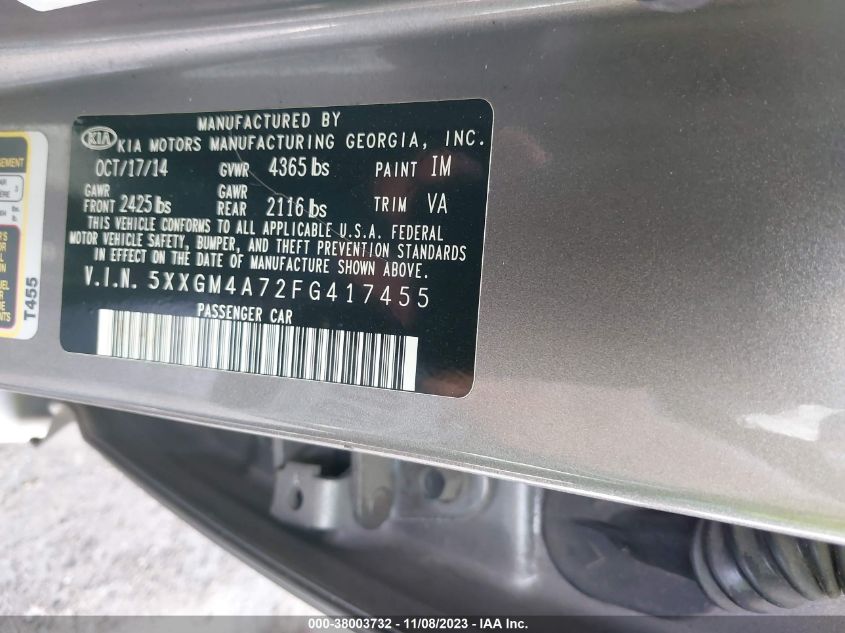 MANUFACTURED BY
KIA KIA MOTORS MANUFACTURING GEORGIA, INC.
OCT/17/14 GVWR 4365 lbs PAINT IM
GAWR FRONT 2425 lbs GAWR REAR 2116 lbs TRIM VA
THIS VEHICLE CONFORMS TO ALL APPLICABLE U.S.A. FEDERAL
MOTOR VEHICLE SAFETY, BUMPER, AND THEFT PREVENTION STANDARDS
IN EFFECT ON THE DATE OF MANUFACTURE SHOWN ABOVE.
V.I.N. 5XXGM4A72FG417455
PASSENGER CAR
T455
000-38003732 - 11/08/2023 - IAA Inc.